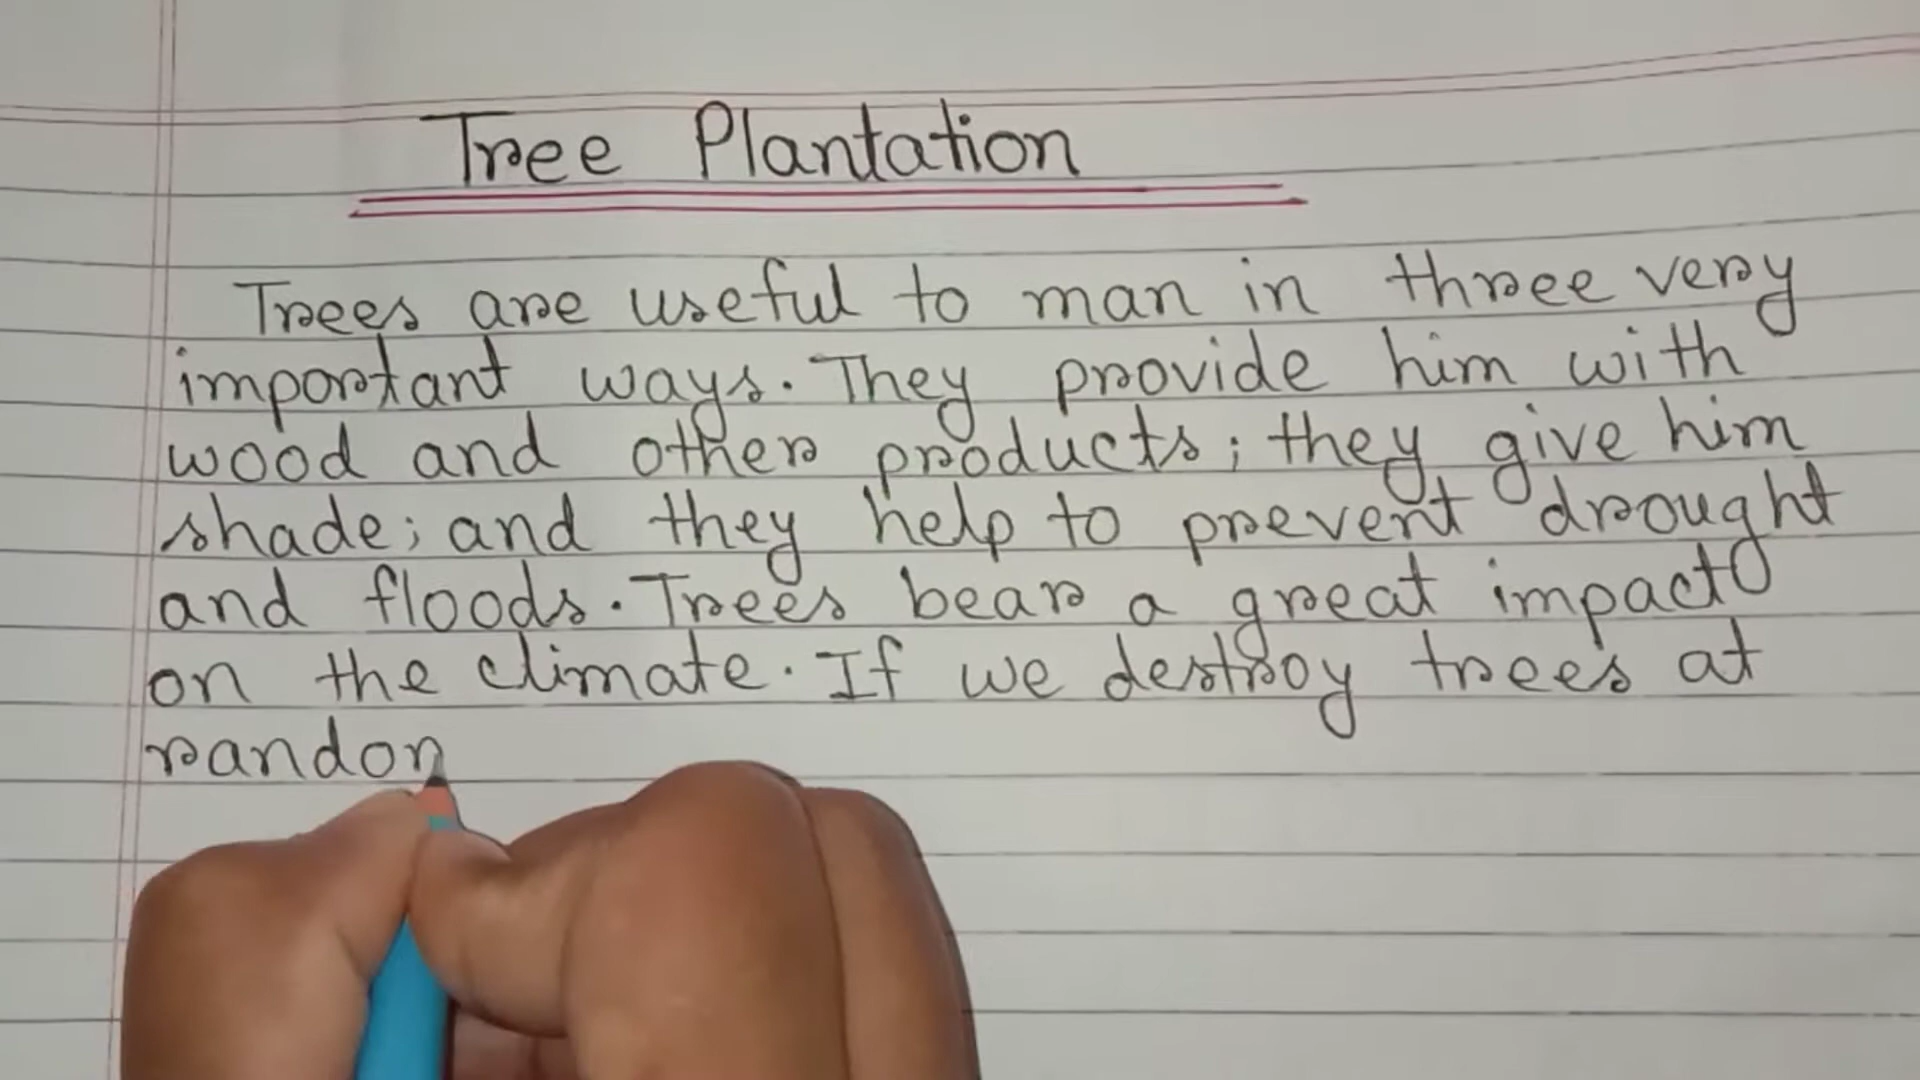 Tree Plantation
Trees are useful to man in three very
important ways. They provide him with
wood and other products; they give him
shade; and they help to prevent drought
and floods. Trees bear a great impact
on the climate. If we destroy trees at
randon